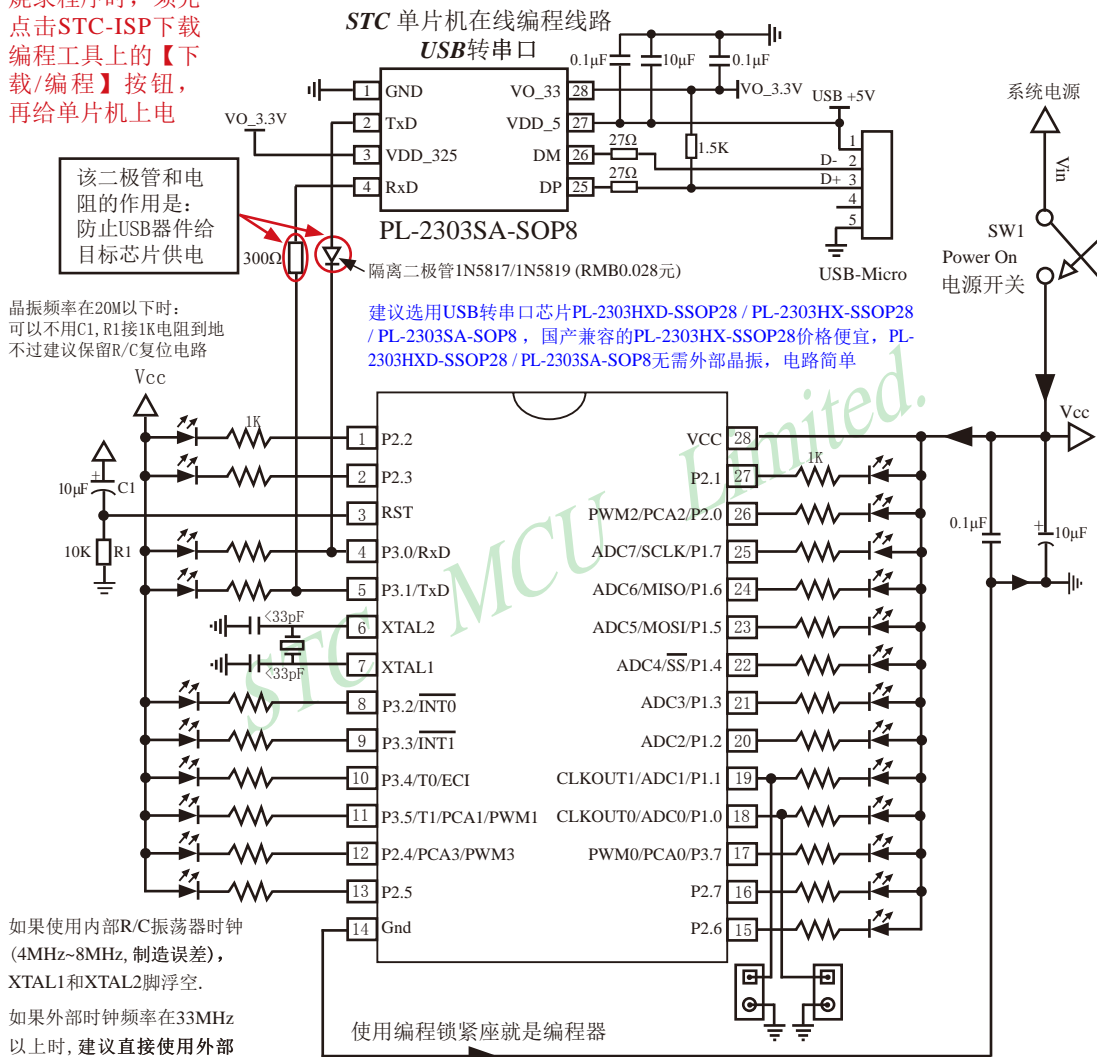 烧录程序时，须先
点击STC-ISP下载
编程工具上的【下
载/编程】按钮，
再给单片机上电
STC 单片机在线编程线路
USB转串口
0.1μF
10μF
0.1μF
1
GND
VO_33
28
VO_3.3V
USB +5V
系统电源
VO_3.3V
2
TxD
VDD_5
27
3
VDD_325
DM
26
27Ω
1.5K
4
RxD
DP
25
27Ω
D-
D+
1
2
3
4
5
Vin
PL-2303SA-SOP8
USB-Micro
SW1
Power On
电源开关
该二极管和电
阻的作用是：
防止USB器件给
目标芯片供电
300Ω
隔离二极管1N5817/1N5819 (RMB0.028元)
晶振频率在20M以下时：
可以不用C1,R1接1K电阻到地
不过建议保留R/C复位电路
建议选用USB转串口芯片PL-2303HXD-SSOP28 / PL-2303HX-SSOP28
/ PL-2303SA-SOP8 ，国产兼容的PL-2303HX-SSOP28价格便宜，PL-
2303HXD-SSOP28 / PL-2303SA-SOP8无需外部晶振，电路简单
Vcc
Vcc
1K
1
P2.2
VCC
28
2
P2.3
P2.1
27
1K
+
10μF
C1
3
RST
PWM2/PCA2/P2.0
26
10K
R1
4
P3.0/RxD
ADC7/SCLK/P1.7
25
0.1μF
+
10μF
5
P3.1/TxD
ADC6/MISO/P1.6
24
<33pF
6
XTAL2
ADC5/MOSI/P1.5
23
<33pF
7
XTAL1
ADC4/SS/P1.4
22
8
P3.2/INT0
ADC3/P1.3
21
9
P3.3/INT1
ADC2/P1.2
20
10
P3.4/T0/ECI
CLKOUT1/ADC1/P1.1
19
11
P3.5/T1/PCA1/PWM1
CLKOUT0/ADC0/P1.0
18
12
P2.4/PCA3/PWM3
PWM0/PCA0/P3.7
17
13
P2.5
P2.7
16
14
Gnd
P2.6
15
STC MCU Limited.
如果使用内部R/C振荡器时钟
(4MHz~8MHz,制造误差)，
XTAL1和XTAL2脚浮空.
如果外部时钟频率在33MHz
以上时,建议直接使用外部
使用编程锁紧座就是编程器